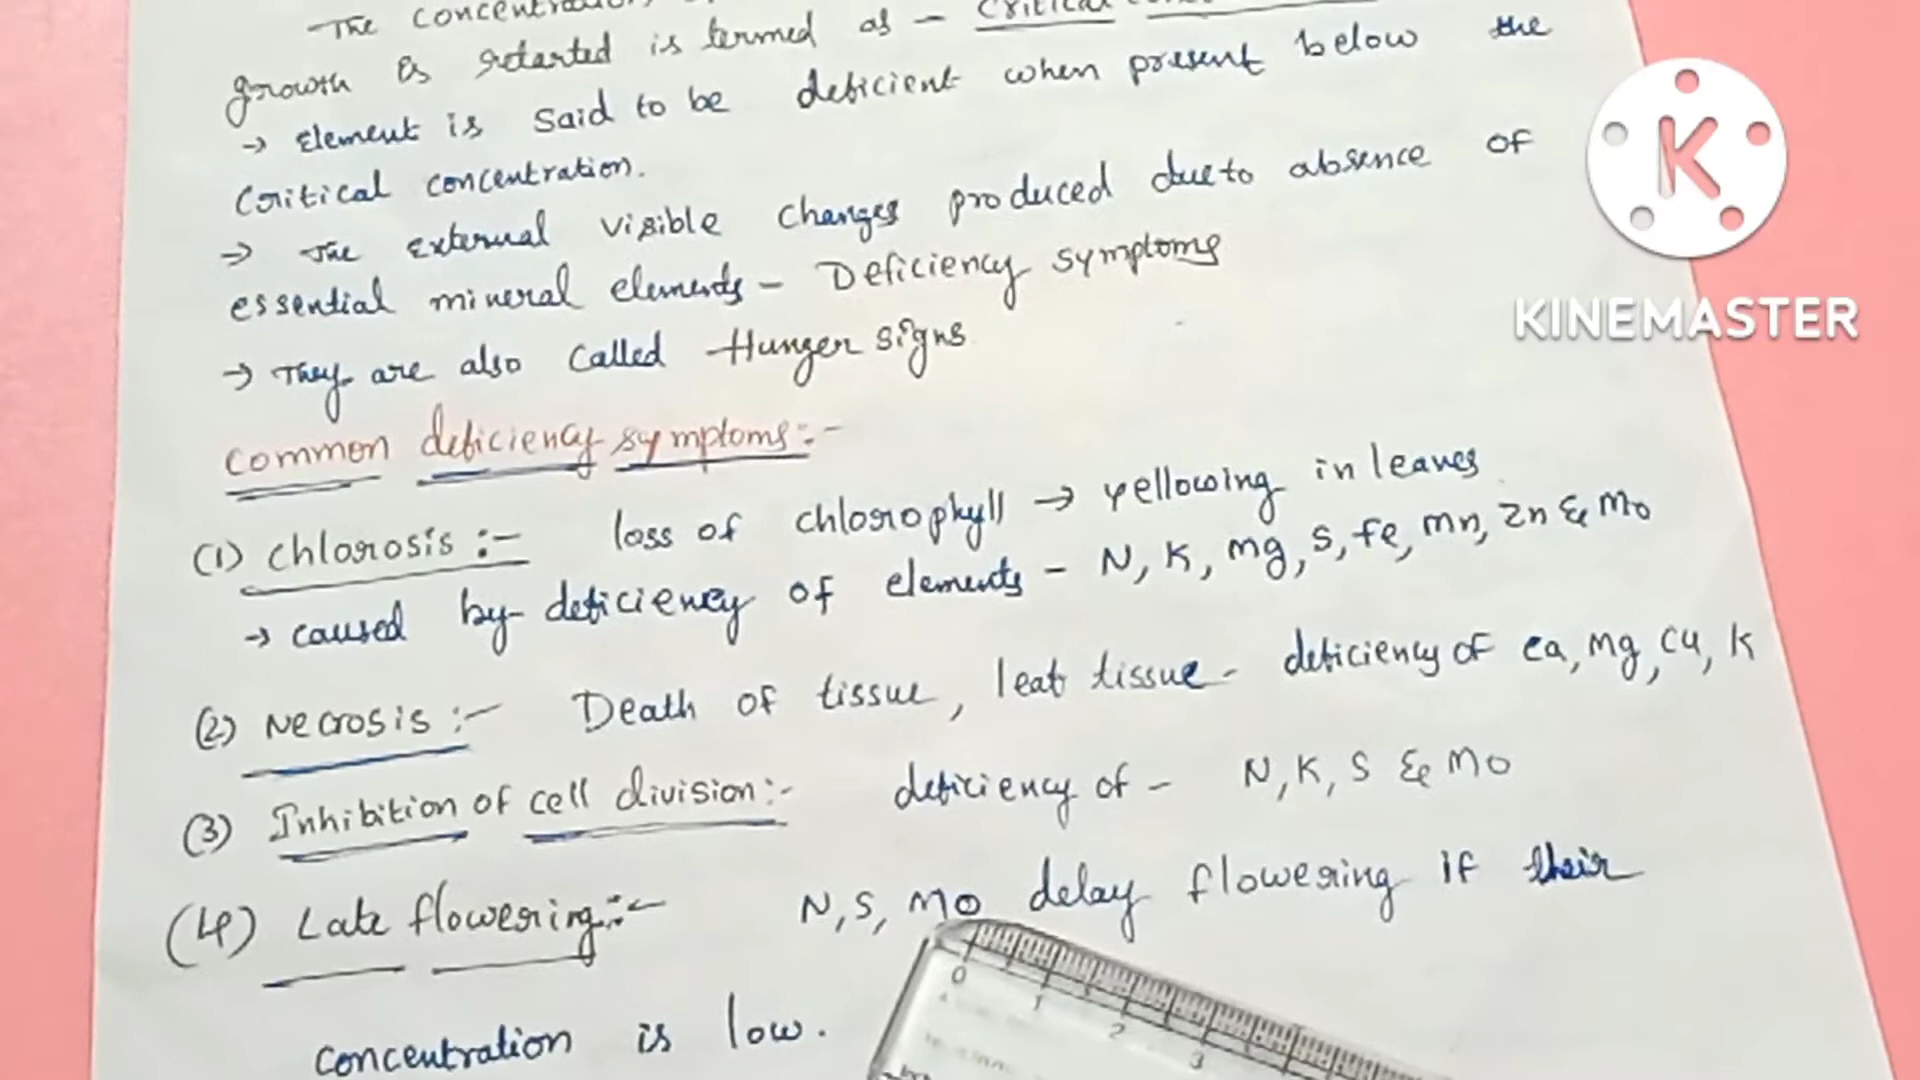 The concentration
growth is retarted is termed as - Critical
→ Element is said to be deficient when present below the
Critical concentration.
→ The external visible changes produced due to absence of
essential mineral elements - Deficiency symptoms
→ They are also called Hunger signs
Common deficiency symptoms:-
(1) Chlorosis :- loss of chlorophyll → yellowing in leaves
→ caused by deficiency of elements - N, K, Mg, S, Fe, Mn, Zn & Mo
(2) Necrosis :- Death of tissue, leaf tissue - deficiency of Ca, Mg, Cu, K
(3) Inhibition of cell division:- deficiency of - N, K, S & Mo
(4) Late flowering:- N, S, Mo delay flowering if their
concentration is low.
K
KINEMASTER
0 1 2 3